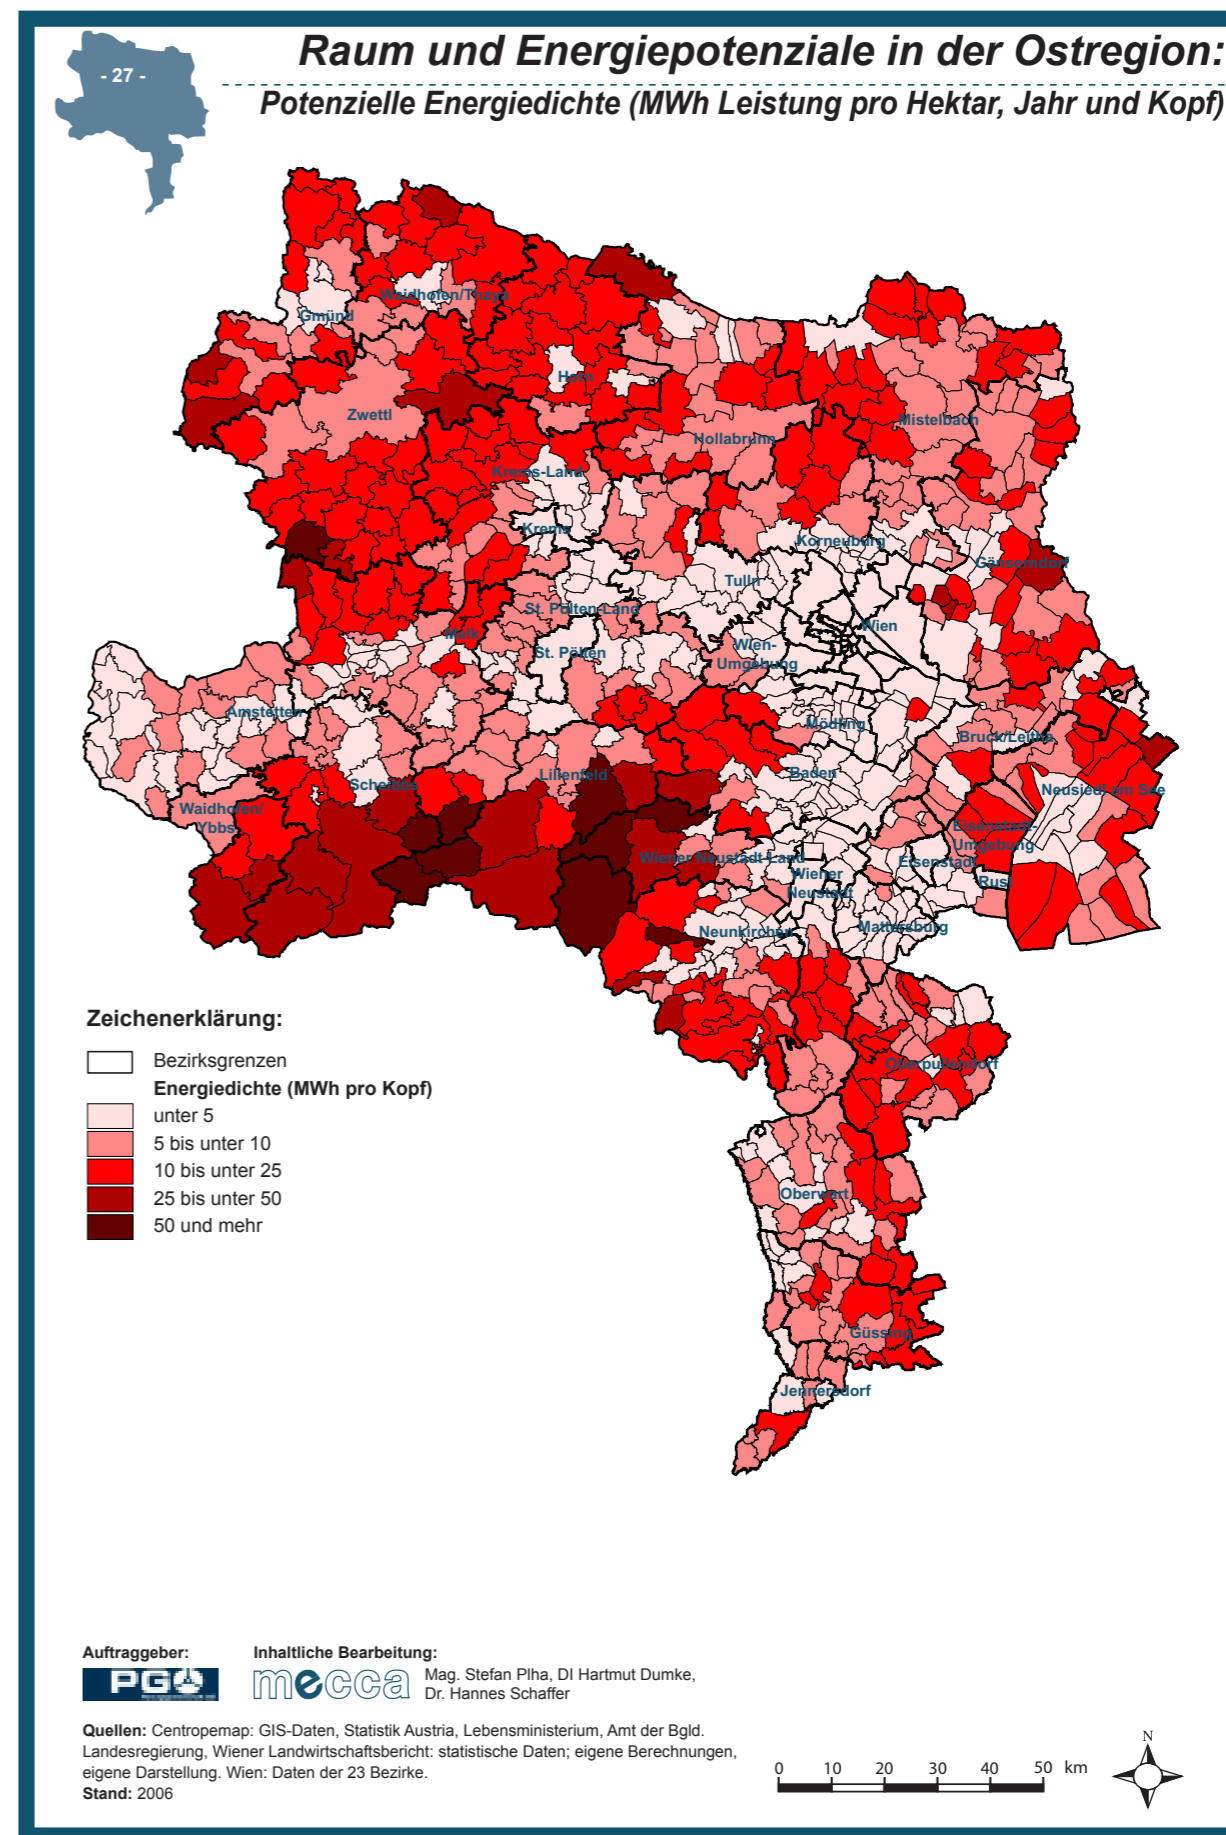 - 27 -
Raum und Energiepotenziale in der Ostregion:
Potenzielle Energiedichte (MWh Leistung pro Hektar, Jahr und Kopf)
Waidhofen/Thaya
Gmünd
Horn
Zwettl
Mistelbach
Hollabrunn
Krems-Land
Krems
Korneuburg
Gänserndorf
Tulln
St. Pölten-Land
Wien
Melk
Wien-
Umgebung
St. Pölten
Amstetten
Mödling
Bruck/Leitha
Baden
Lilienfeld
Scheibbs
Neusiedl am See
Waidhofen/
Ybbs
Eisenstadt-
Umgebung
Wiener Neustadt-Land
Eisenstadt
Wiener
Neustadt
Rust
Mattersburg
Neunkirchen
Oberpullendorf
Oberwart
Güssing
Jennersdorf
Zeichenerklärung:
Bezirksgrenzen
Energiedichte (MWh pro Kopf)
unter 5
5 bis unter 10
10 bis unter 25
25 bis unter 50
50 und mehr
Auftraggeber:
PGO
Inhaltliche Bearbeitung:
mecca
Mag. Stefan Plha, DI Hartmut Dumke,
Dr. Hannes Schaffer
Quellen: Centropemap: GIS-Daten, Statistik Austria, Lebensministerium, Amt der Bgld.
Landesregierung, Wiener Landwirtschaftsbericht: statistische Daten; eigene Berechnungen,
eigene Darstellung. Wien: Daten der 23 Bezirke.
Stand: 2006
0 10 20 30 40 50 km
N